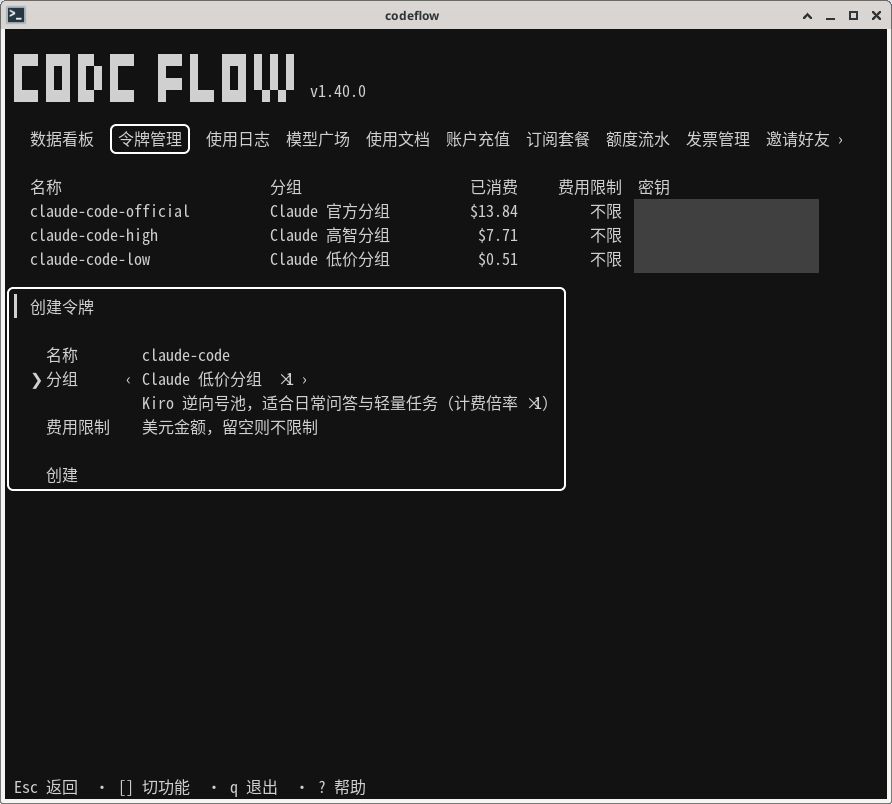 codeflow
CODE FLOW v1.40.0
数据看板 令牌管理 使用日志 模型广场 使用文档 账户充值 订阅套餐 额度流水 发票管理 邀请好友 ›
名称 分组 已消费 费用限制 密钥
claude-code-official Claude 官方分组 $13.84 不限
claude-code-high Claude 高智分组 $7.71 不限
claude-code-low Claude 低价分组 $0.51 不限
创建令牌
名称 claude-code
❯ 分组 ‹ Claude 低价分组 ×1 ›
Kiro 逆向号池，适合日常问答与轻量任务（计费倍率 ×1）
费用限制 美元金额，留空则不限制
创建
Esc 返回 · [] 切功能 · q 退出 · ? 帮助